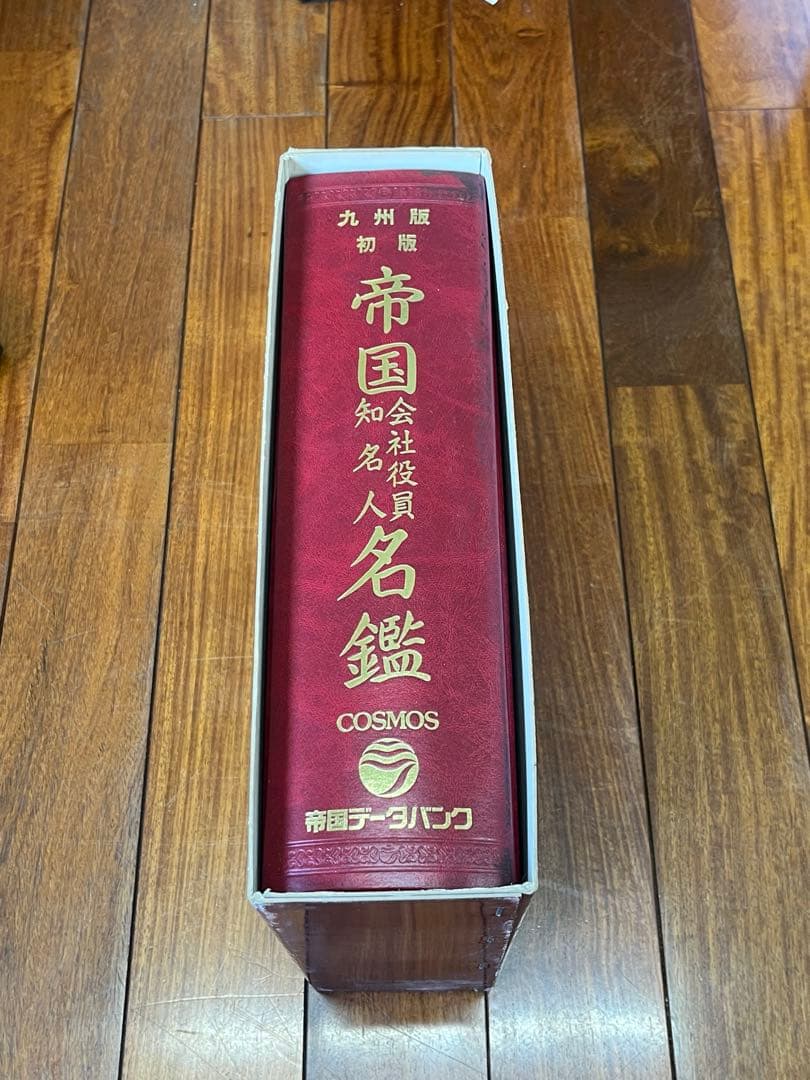 九州版
初版
帝国
会社役員
知名人
名鑑
COSMOS
帝国データバンク